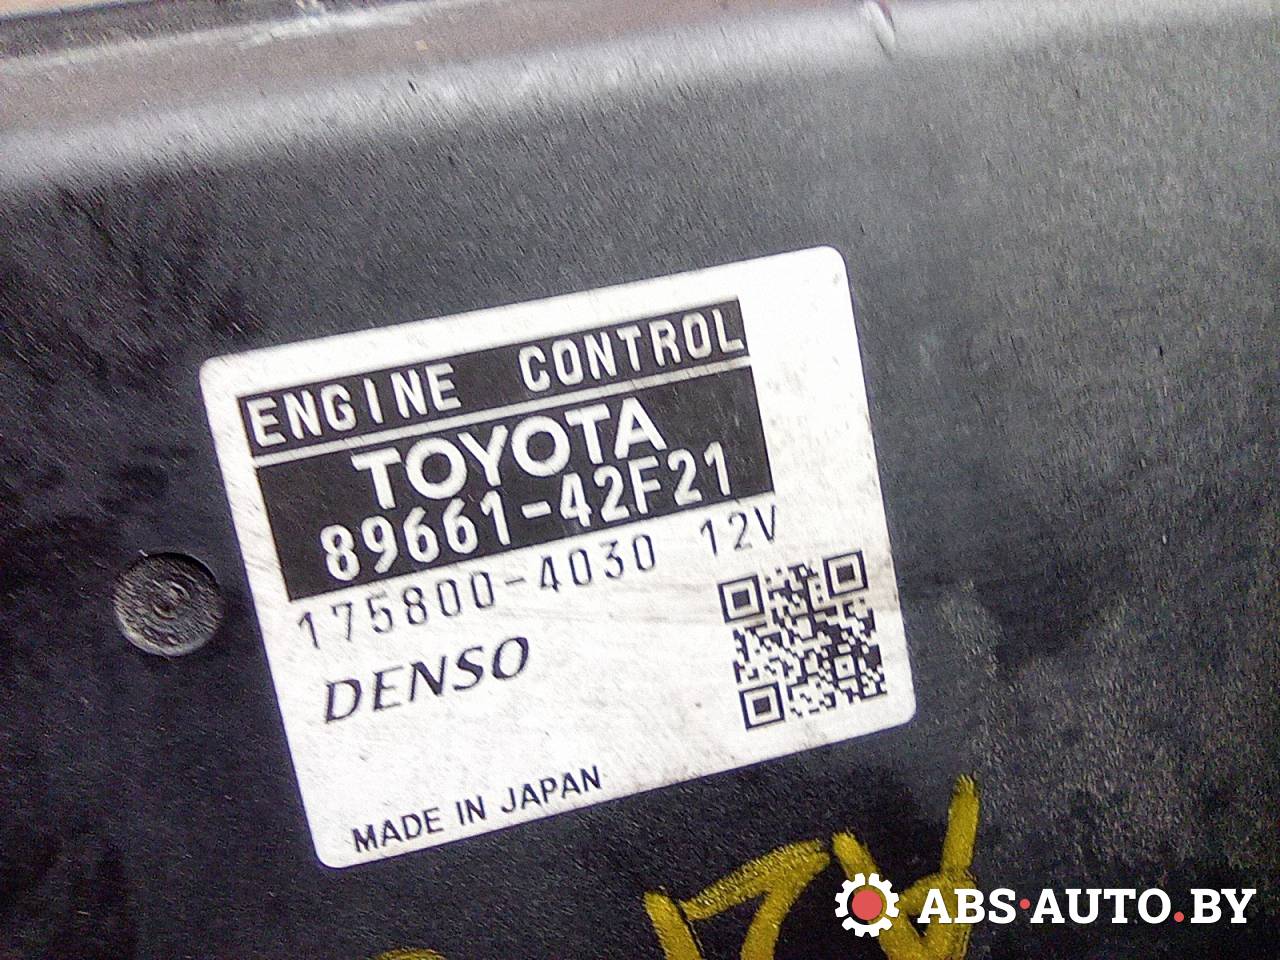 ENGINE CONTROL
TOYOTA
89661-42F21
175800-4030 12V
DENSO
MADE IN JAPAN
ABS·AUTO.BY